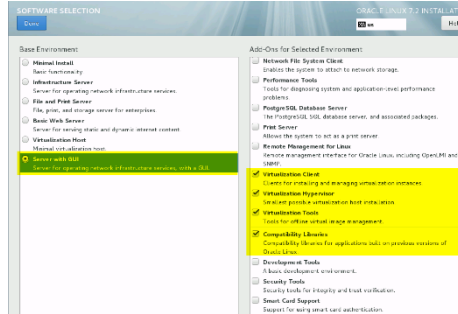 SOFTWARE SELECTION
ORACLE LINUX 7.2 INSTALLAT
Done
us
Hel
Base Environment
Minimal Install
Basic functionality.
Infrastructure Server
Server for operating network infrastructure services.
File and Print Server
File, print, and storage server for enterprises.
Basic Web Server
Server for serving static and dynamic internet content.
Virtualization Host
Minimal virtualization host.
Server with GUI
Server for operating network infrastructure services, with a GUI.
Add-Ons for Selected Environment
Network File System Client
Enables the system to attach to network storage.
Performance Tools
Tools for diagnosing system and application-level performance
problems.
PostgreSQL Database Server
The PostgreSQL SQL database server, and associated packages.
Print Server
Allows the system to act as a print server.
Remote Management for Linux
Remote management interface for Oracle Linux, including OpenLMI and
SNMP.
Virtualization Client
Clients for installing and managing virtualization instances.
Virtualization Hypervisor
Smallest possible virtualization host installation.
Virtualization Tools
Tools for offline virtual image management.
Compatibility Libraries
Compatibility libraries for applications built on previous versions of
Oracle Linux.
Development Tools
A basic development environment.
Security Tools
Security tools for integrity and trust verification.
Smart Card Support
Support for using smart card authentication.